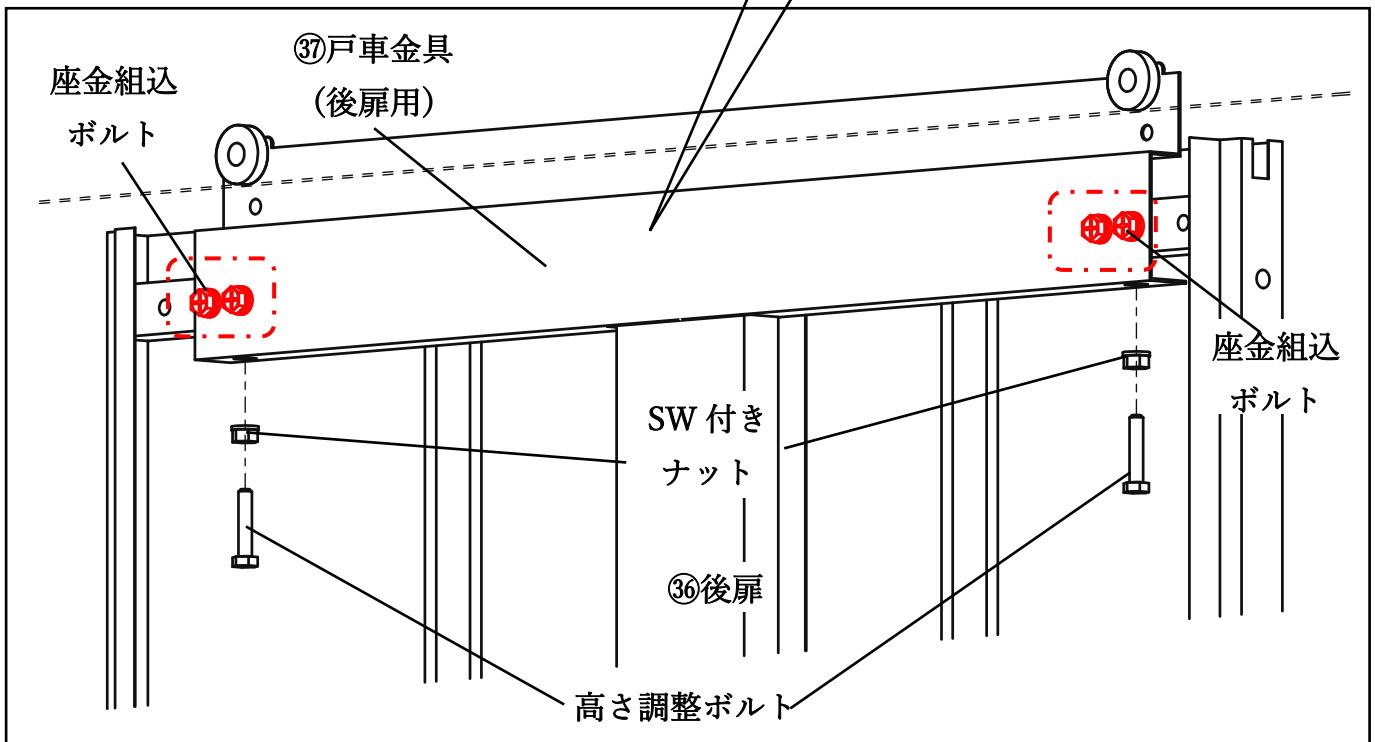 ㊲戸車金具
(後扉用)
座金組込
ボルト
座金組込
ボルト
SW 付き
ナット
㊱後扉
高さ調整ボルト